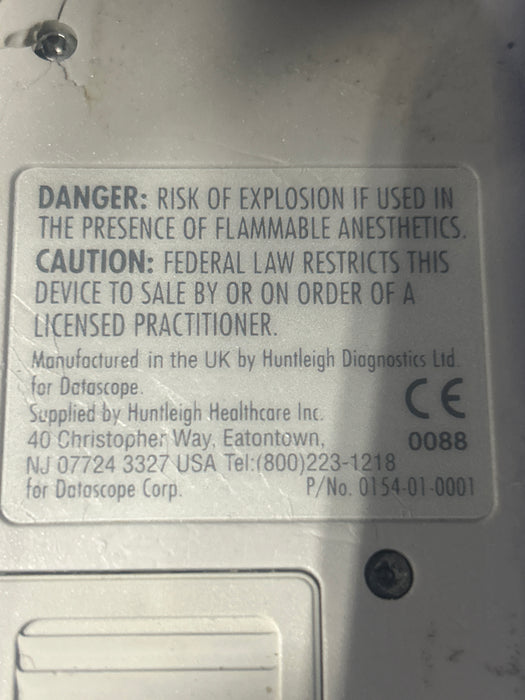 DANGER: RISK OF EXPLOSION IF USED IN
THE PRESENCE OF FLAMMABLE ANESTHETICS.
CAUTION: FEDERAL LAW RESTRICTS THIS
DEVICE TO SALE BY OR ON ORDER OF A
LICENSED PRACTITIONER.
Manufactured in the UK by Huntleigh Diagnostics Ltd.
for Datascope.
Supplied by Huntleigh Healthcare Inc.
CE
40 Christopher Way, Eatontown,
0088
NJ 07724 3327 USA Tel:(800)223-1218
for Datascope Corp. P/No. 0154-01-0001